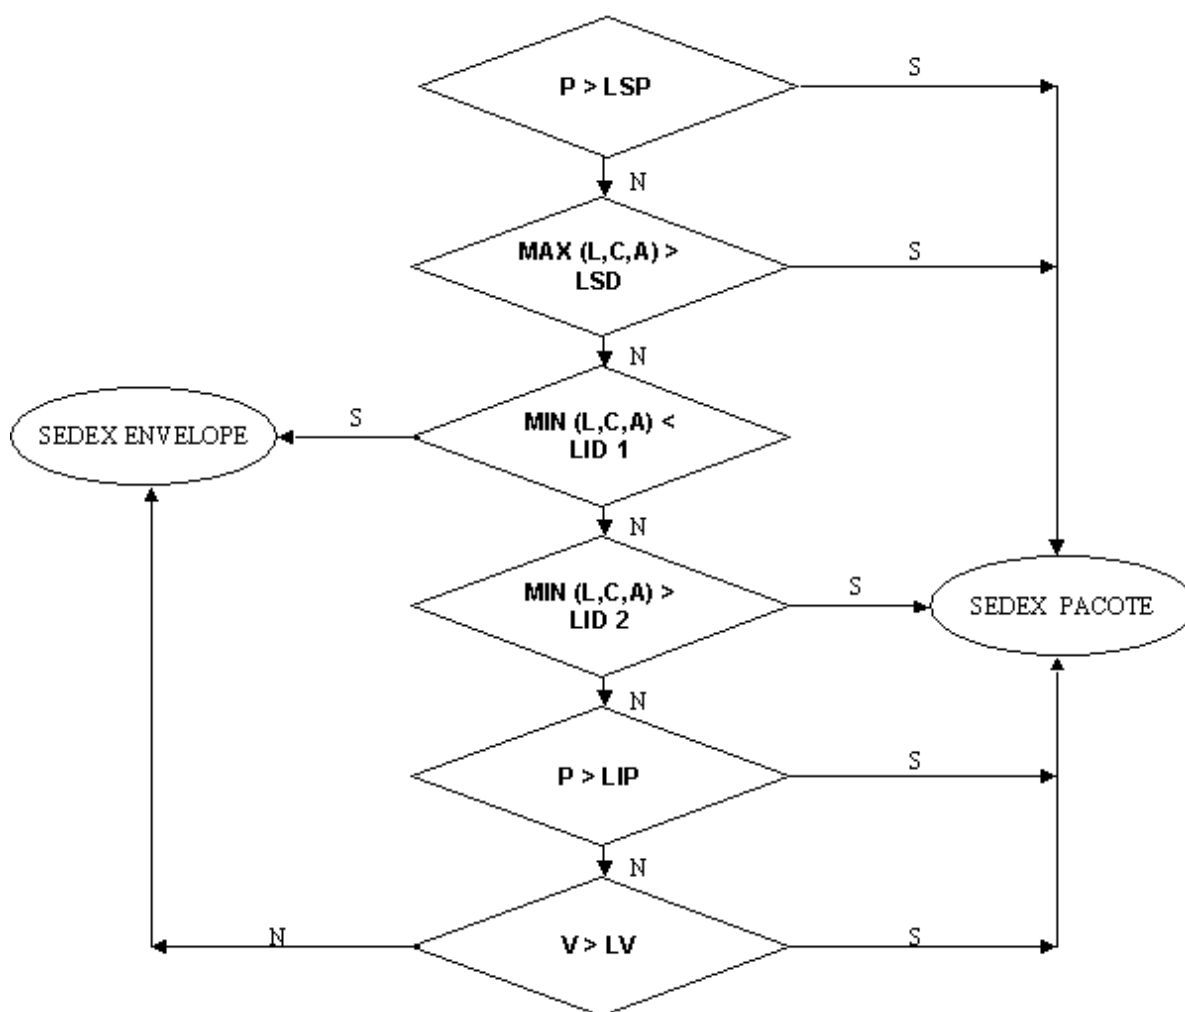 S
P > LSP
N
MAX (L,C,A) >
LSD
S
N
MIN (L,C,A) <
LID 1
S
SEDEX ENVELOPE
N
MIN (L,C,A) >
LID 2
S
SEDEX PACOTE
N
P > LIP
S
N
N
V > LV
S